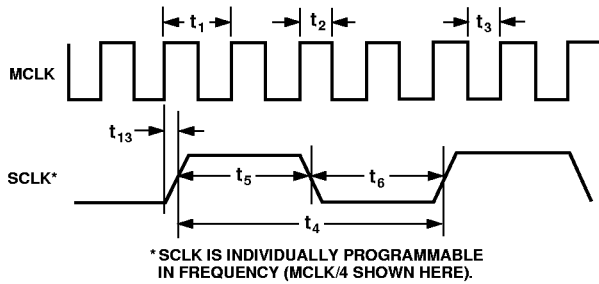 t1
t2
t3
MCLK
t13
SCLK*
t5
t6
t4
* SCLK IS INDIVIDUALLY PROGRAMMABLE
IN FREQUENCY (MCLK/4 SHOWN HERE).